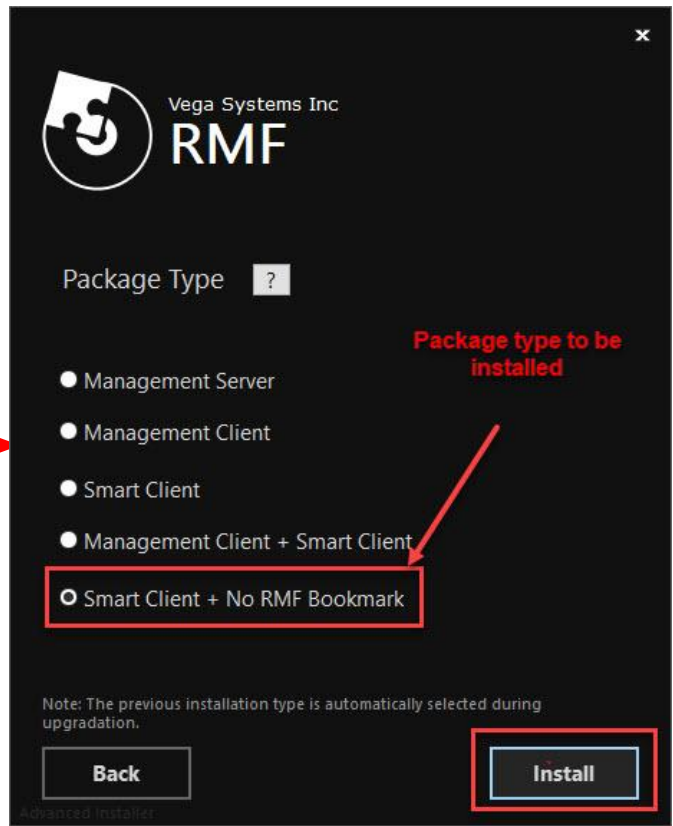 x
Vega Systems Inc
RMF
Package Type ?
Package type to be
installed
Management Server
Management Client
Smart Client
Management Client + Smart Client
Smart Client + No RMF Bookmark
Note: The previous installation type is automatically selected during
upgradation.
Back
Install
Advanced Installer